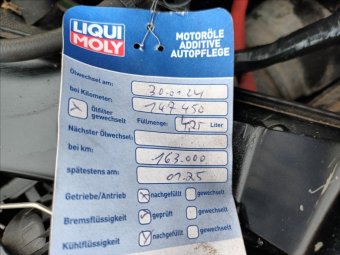 LIQUI
MOLY
MOTORÖLE
ADDITIVE
AUTOPFLEGE
Ölwechsel am: 30.01.24
bei Kilometer: 147.450
Ölfilter gewechselt
Füllmenge: 4,25 Liter
Nächster Ölwechsel:
bei km: 163.000
spätestens am: 01.25
Getriebe/Antrieb nachgefüllt gewechselt
Bremsflüssigkeit geprüft gewechselt
Kühlflüssigkeit nachgefüllt gewechselt